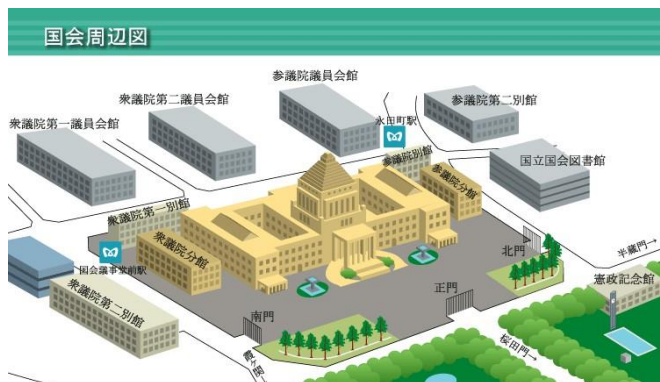 国会周辺図
参議院議員会館
衆議院第二議員会館
参議院第二別館
永田町駅
衆議院第一議員会館
参議院別館
国立国会図書館
参議院分館
衆議院第一別館
衆議院分館
北門
半蔵門→
国会議事堂前駅
憲政記念館
正門
衆議院第二別館
南門
桜田門→
霞ヶ関